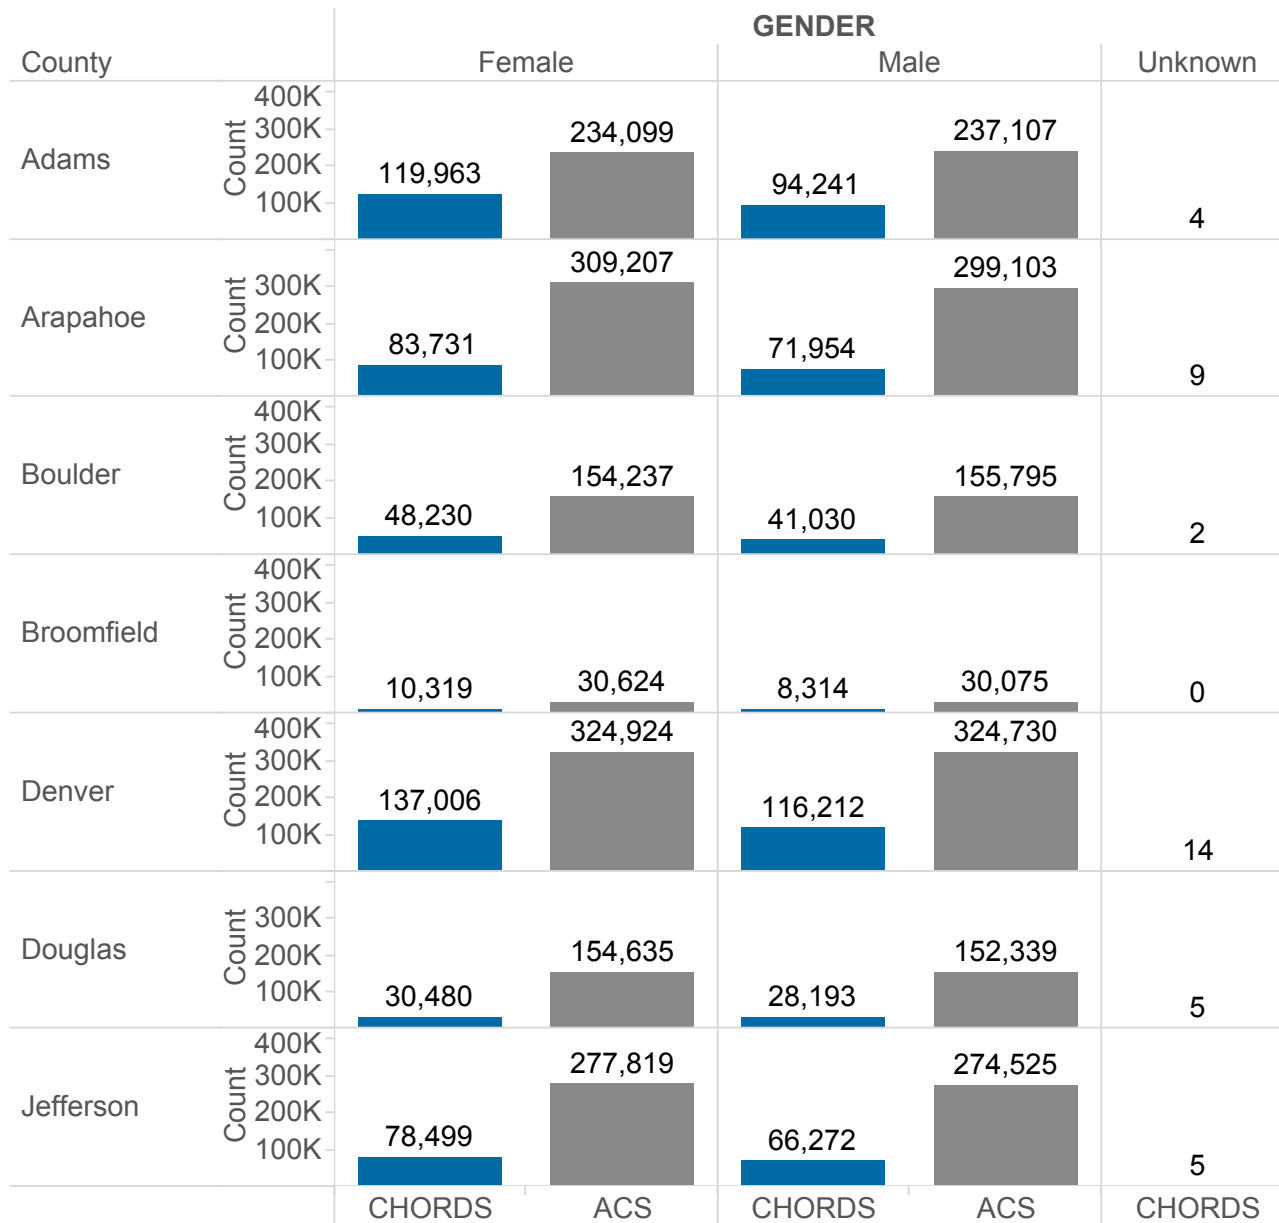 GENDER
County Female Male Unknown
Adams Count 400K 300K 200K 100K 119,963 234,099 94,241 237,107 4
Arapahoe Count 300K 200K 100K 83,731 309,207 71,954 299,103 9
Boulder Count 400K 300K 200K 100K 48,230 154,237 41,030 155,795 2
Broomfield Count 400K 300K 200K 100K 10,319 30,624 8,314 30,075 0
Denver Count 400K 300K 200K 100K 137,006 324,924 116,212 324,730 14
Douglas Count 300K 200K 100K 30,480 154,635 28,193 152,339 5
Jefferson Count 400K 300K 200K 100K 78,499 277,819 66,272 274,525 5
CHORDS ACS CHORDS ACS CHORDS